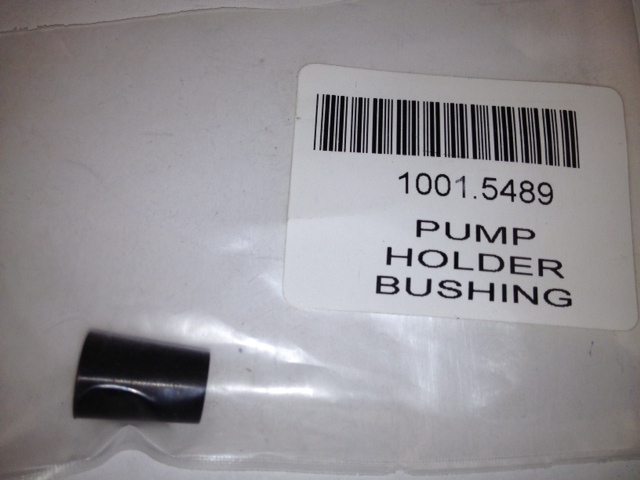 1001.5489
PUMP
HOLDER
BUSHING